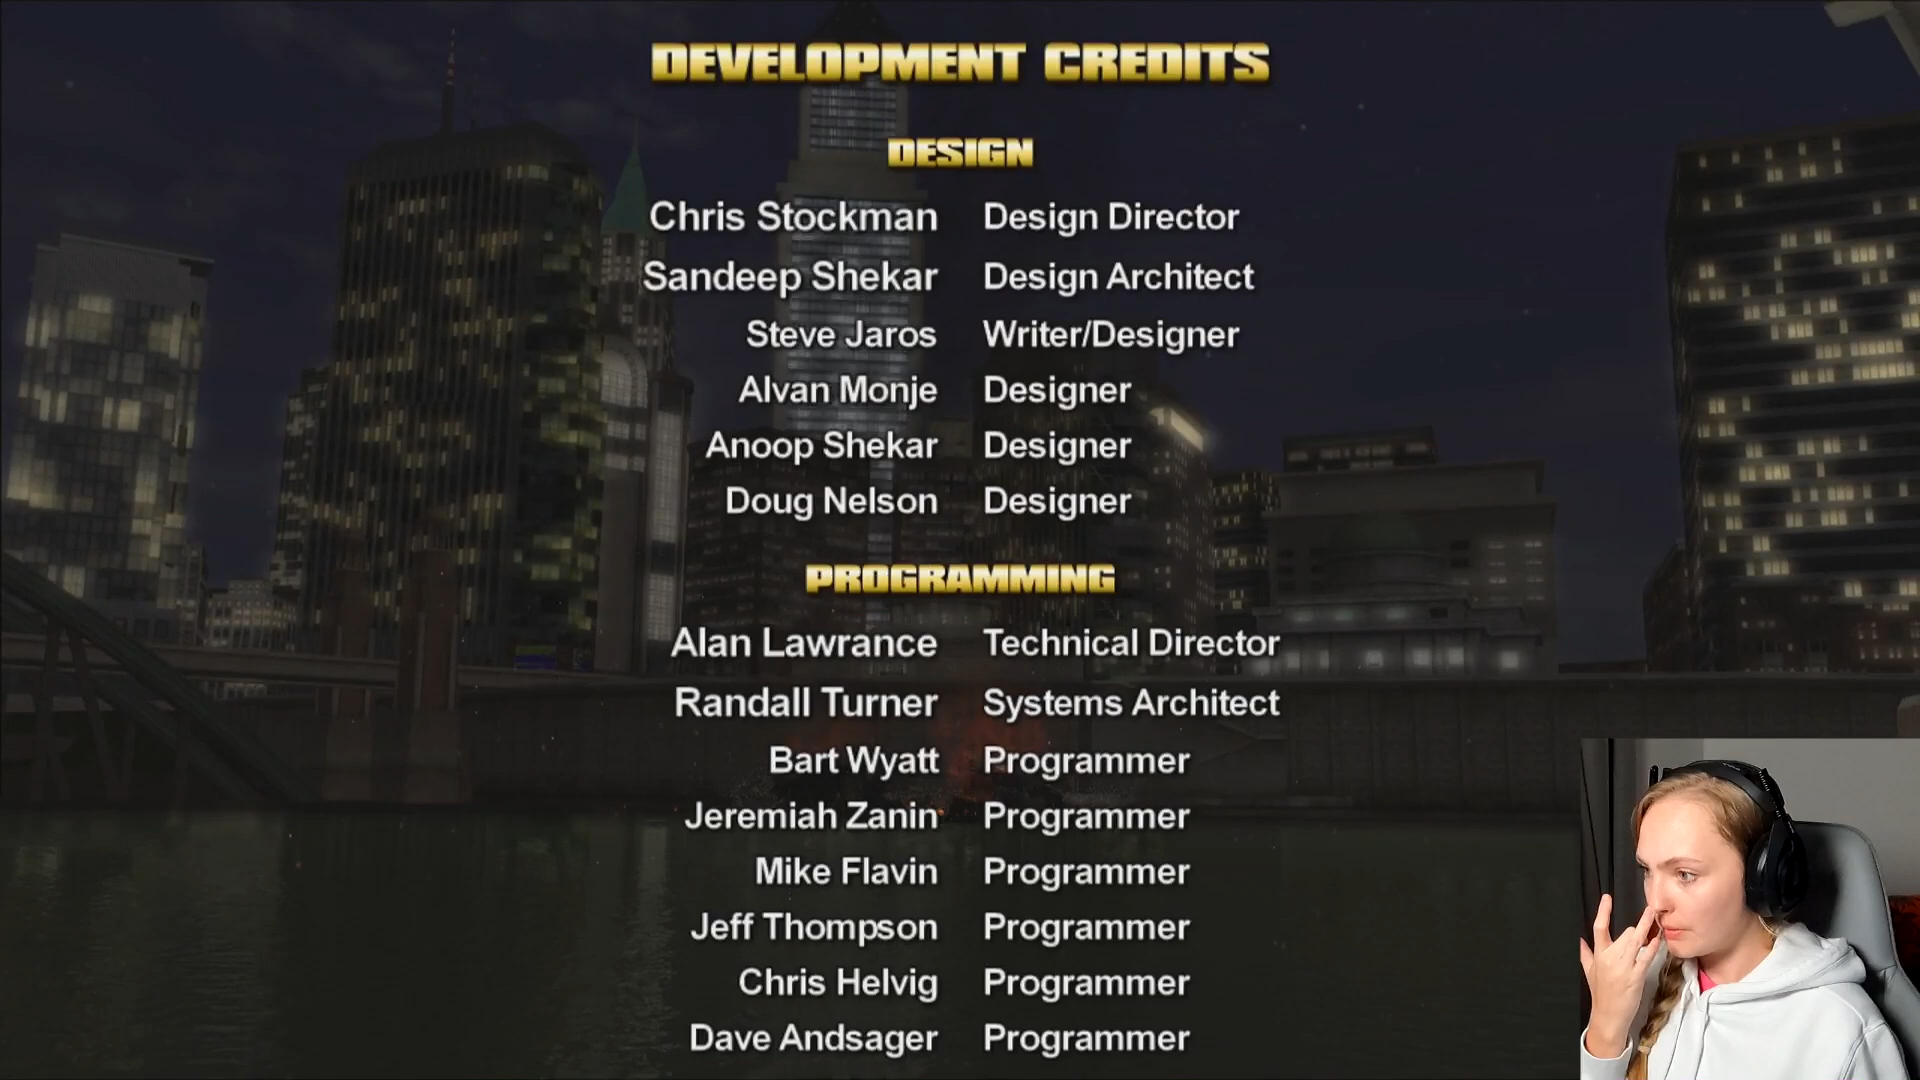 DEVELOPMENT CREDITS
DESIGN
Chris Stockman Design Director
Sandeep Shekar Design Architect
Steve Jaros Writer/Designer
Alvan Monje Designer
Anoop Shekar Designer
Doug Nelson Designer
PROGRAMMING
Alan Lawrance Technical Director
Randall Turner Systems Architect
Bart Wyatt Programmer
Jeremiah Zanin Programmer
Mike Flavin Programmer
Jeff Thompson Programmer
Chris Helvig Programmer
Dave Andsager Programmer